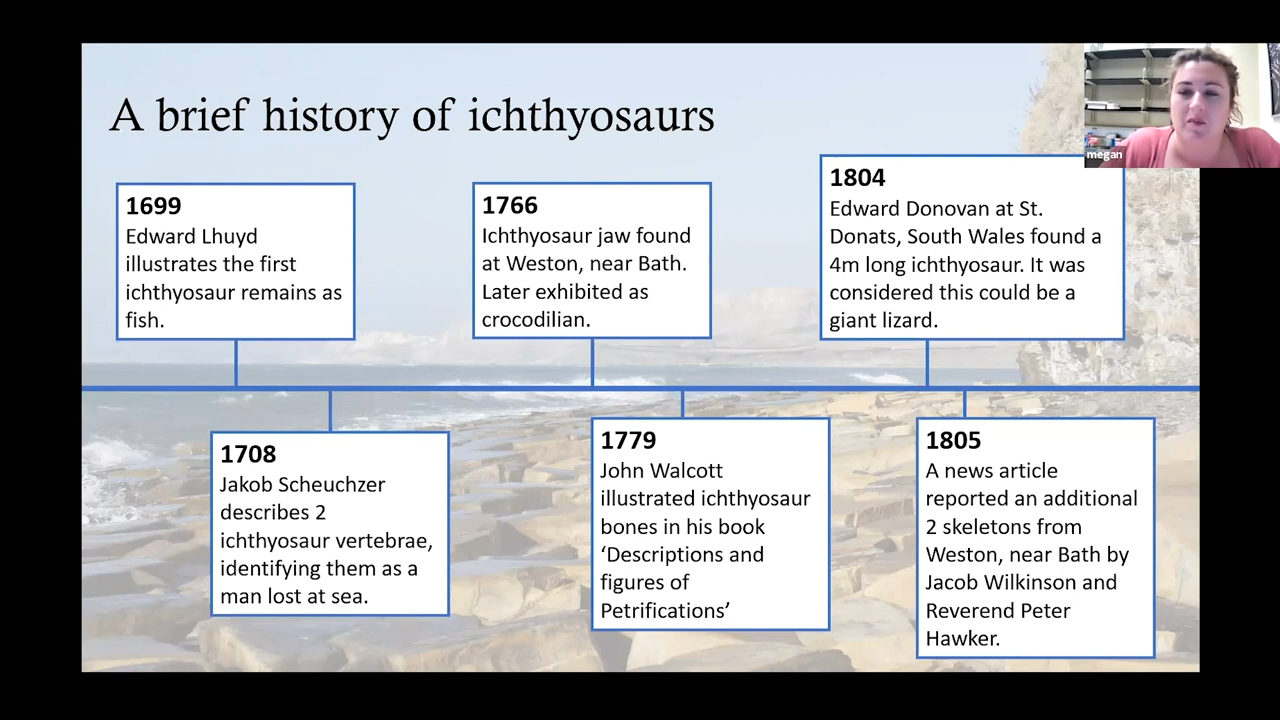 A brief history of ichthyosaurs
megan
1699
Edward Lhuyd
illustrates the first
ichthyosaur remains as
fish.
1766
Ichthyosaur jaw found
at Weston, near Bath.
Later exhibited as
crocodilian.
1804
Edward Donovan at St.
Donats, South Wales found a
4m long ichthyosaur. It was
considered this could be a
giant lizard.
1708
Jakob Scheuchzer
describes 2
ichthyosaur vertebrae,
identifying them as a
man lost at sea.
1779
John Walcott
illustrated ichthyosaur
bones in his book
‘Descriptions and
figures of
Petrifications’
1805
A news article
reported an additional
2 skeletons from
Weston, near Bath by
Jacob Wilkinson and
Reverend Peter
Hawker.